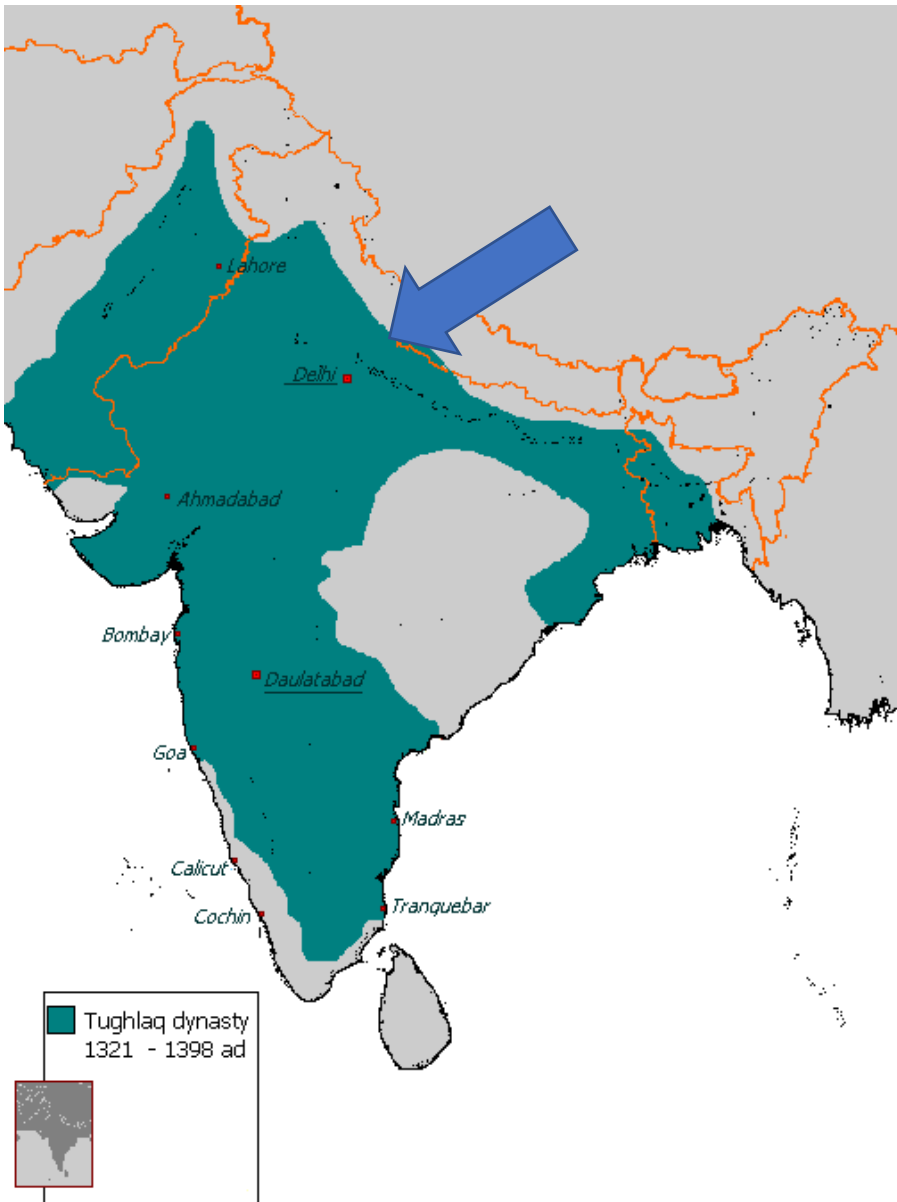 Lahore
Delhi
Ahmadabad
Bombay
Daulatabad
Goa
Madras
Calicut
Cochin
Tranquebar
Tughlaq dynasty
1321 - 1398 ad